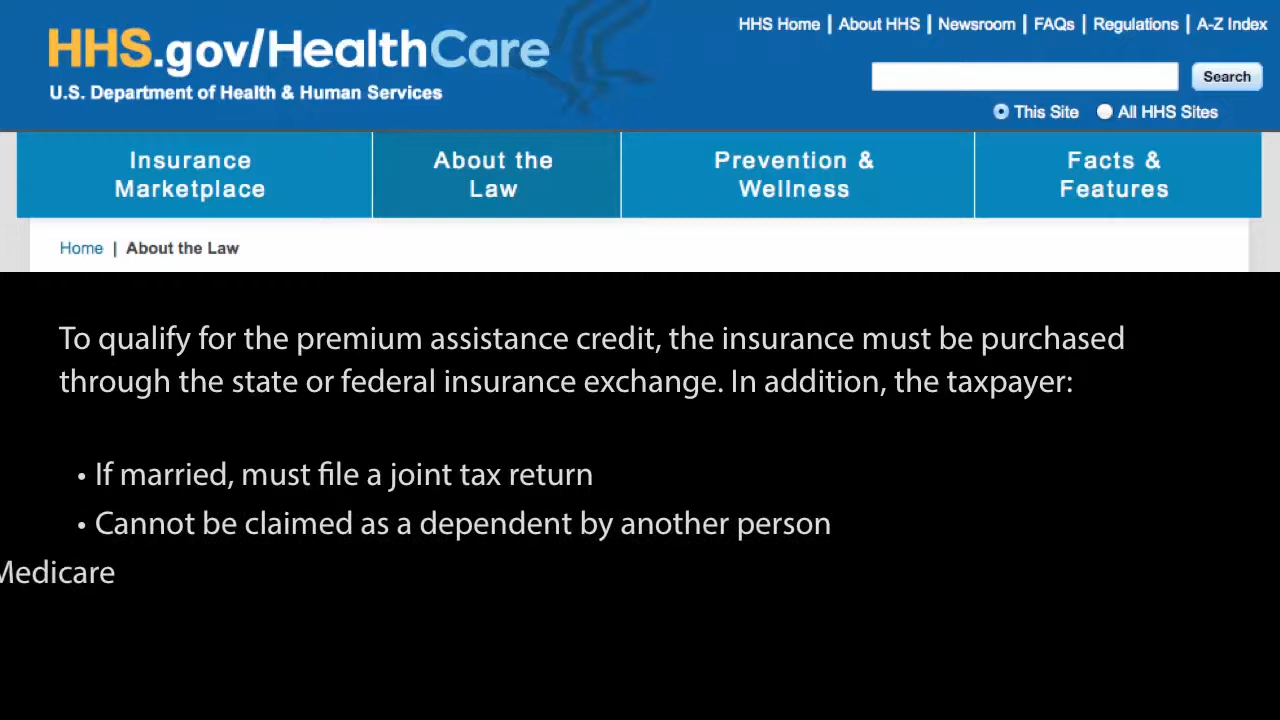 HHS Home | About HHS | Newsroom | FAQs | Regulations | A-Z Index
HHS.gov/HealthCare
U.S. Department of Health & Human Services
Search
This Site All HHS Sites
Insurance
Marketplace
About the
Law
Prevention &
Wellness
Facts &
Features
Home | About the Law
To qualify for the premium assistance credit, the insurance must be purchased
through the state or federal insurance exchange. In addition, the taxpayer:
• If married, must file a joint tax return
• Cannot be claimed as a dependent by another person
Medicare